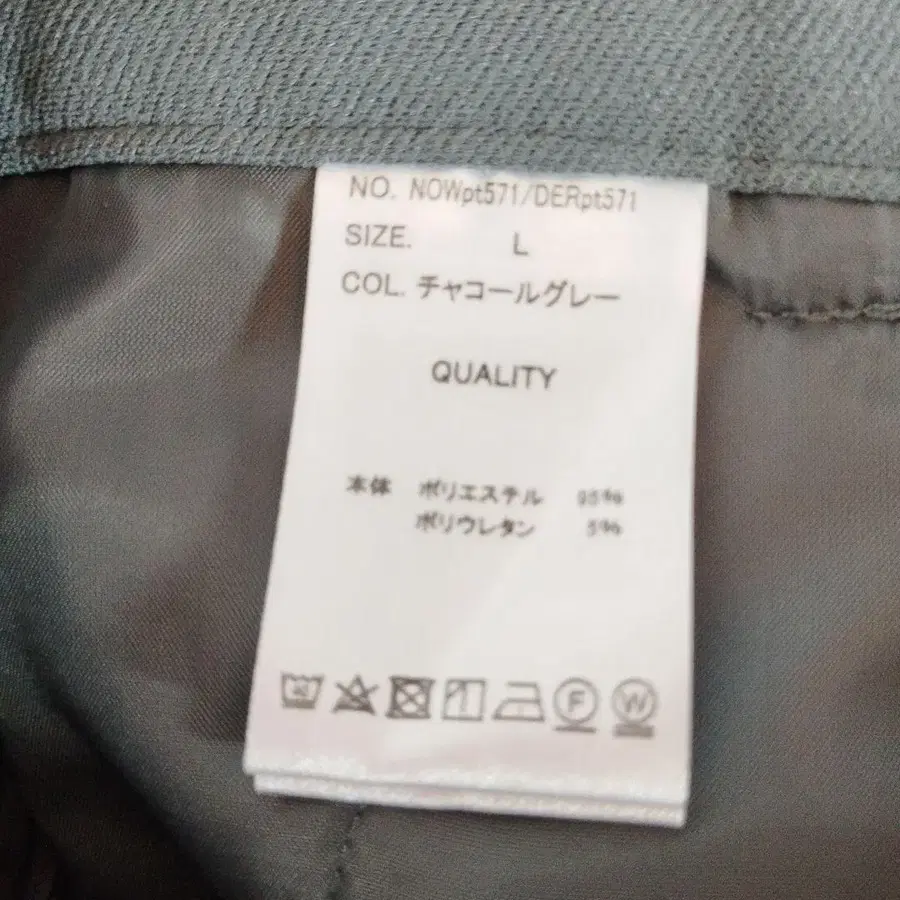 NO. NOWpt571/DERpt571
SIZE. L
COL. チャコールグレー
QUALITY
本体 ポリエステル 95%
ポリウレタン 5%
F
W